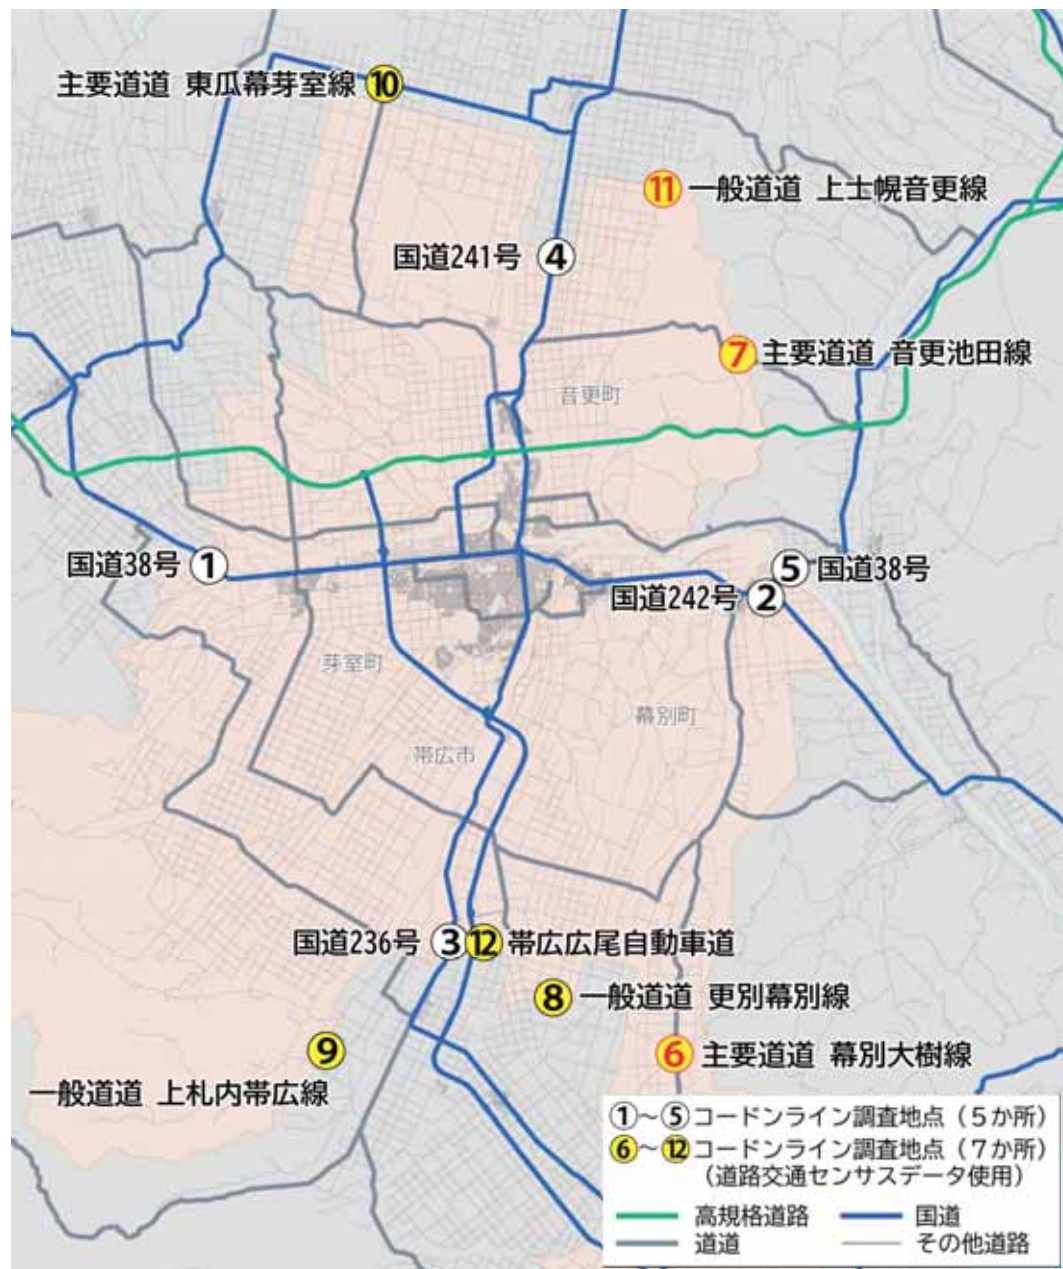 主要道道 東瓜幕芽室線 ⑩
⑪ 一般道道 上士幌音更線
国道241号 ④
⑦ 主要道道 音更池田線
音更町
国道38号 ①
⑤ 国道38号
国道242号 ②
芽室町
幕別町
帯広市
国道236号 ③ ⑫ 帯広広尾自動車道
⑧ 一般道道 更別幕別線
⑨
⑥ 主要道道 幕別大樹線
一般道道 上札内帯広線
①～⑤ コードンライン調査地点（5か所）
⑥～⑫ コードンライン調査地点（7か所）
（道路交通センサスデータ使用）
高規格道路 国道
道道 その他道路